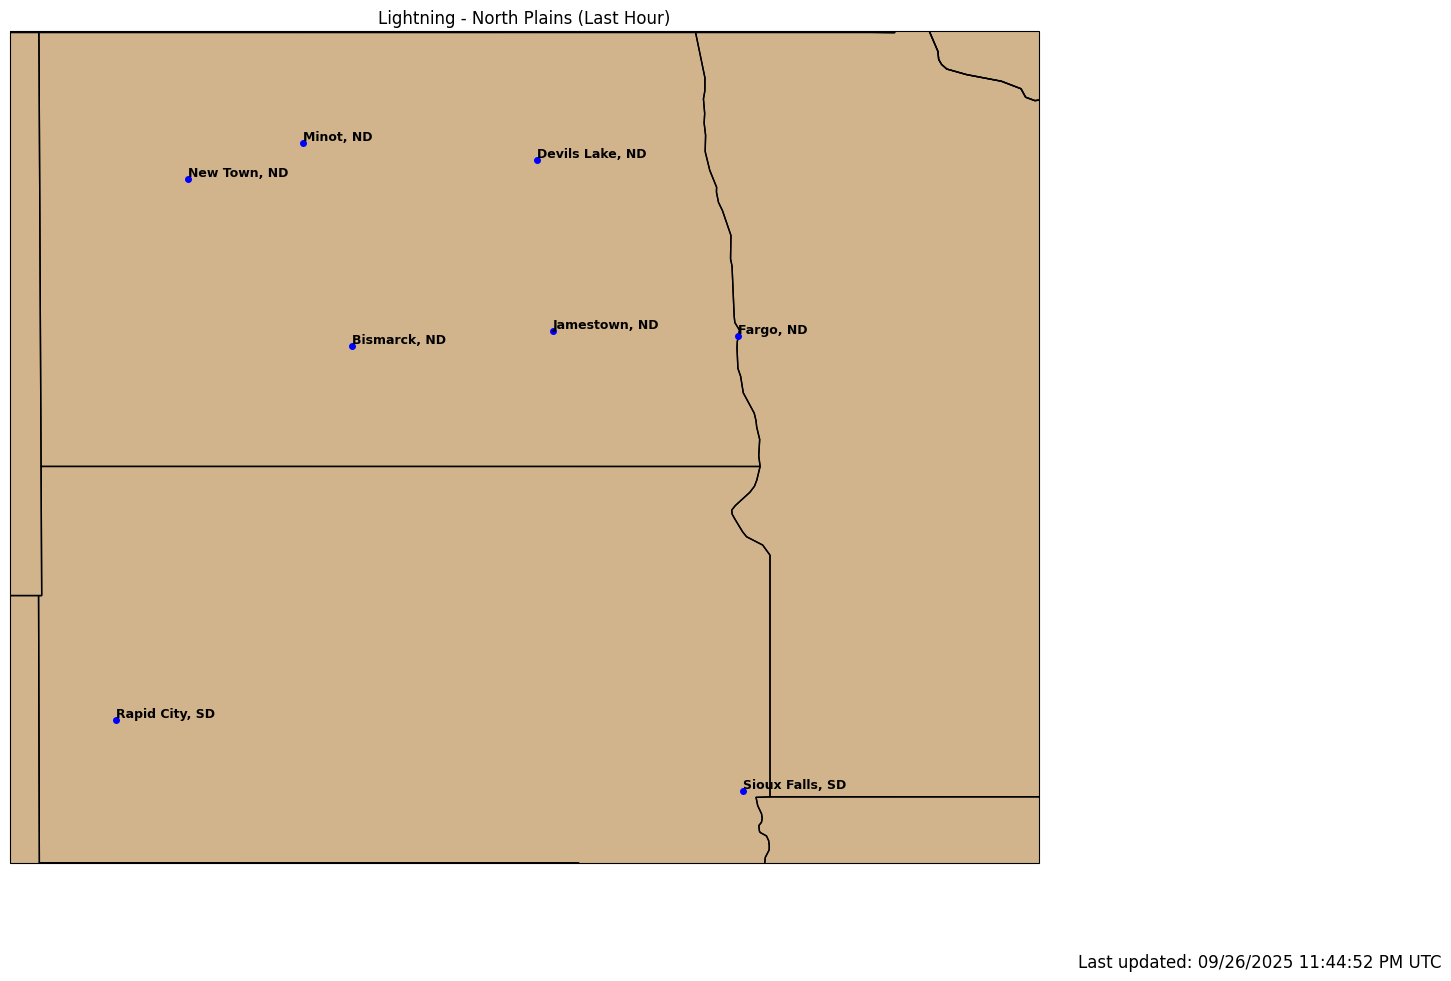 Lightning - North Plains (Last Hour)
Minot, ND
Devils Lake, ND
New Town, ND
Jamestown, ND
Fargo, ND
Bismarck, ND
Rapid City, SD
Sioux Falls, SD
Last updated: 09/26/2025 11:44:52 PM UTC